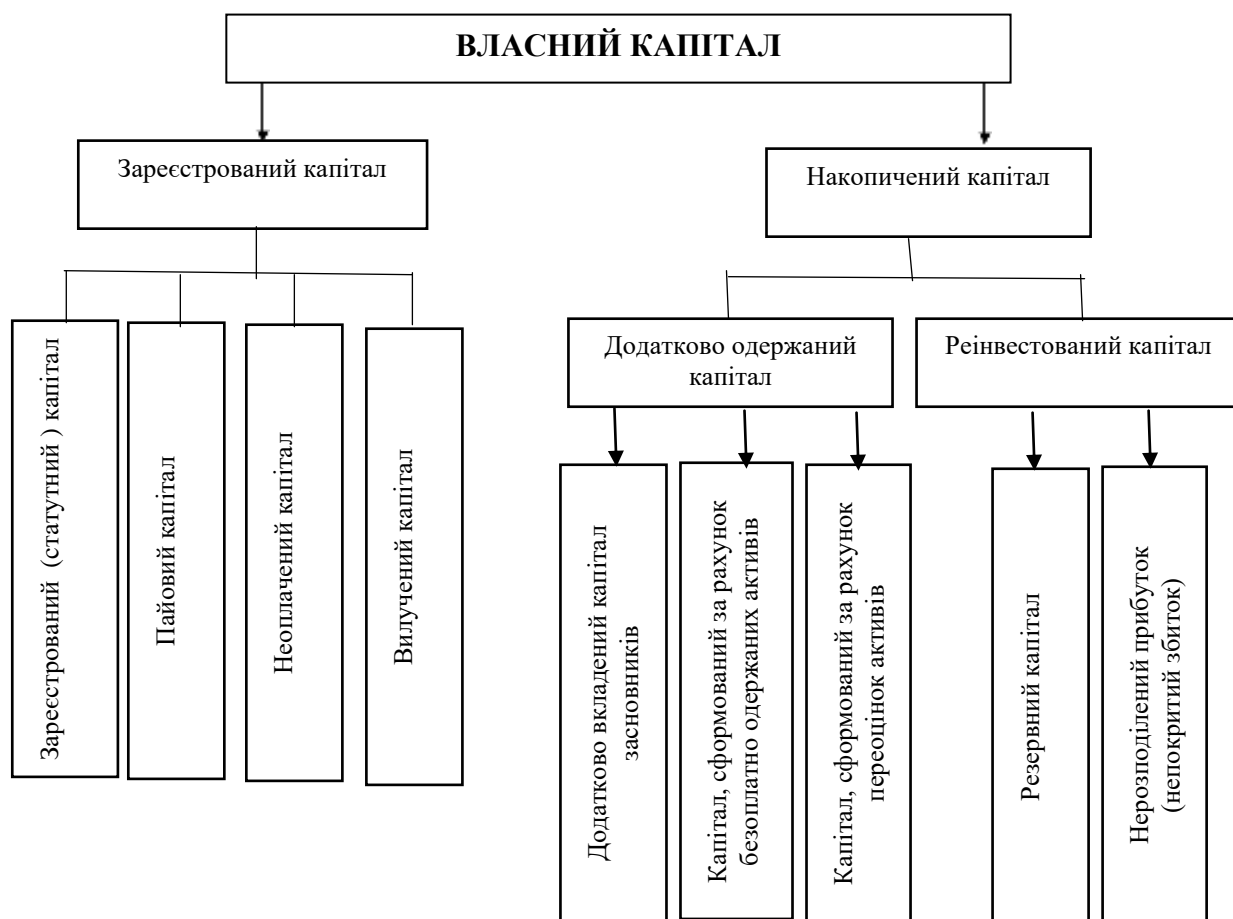 ВЛАСНИЙ КАПІТАЛ
Зареєстрований капітал
Накопичений капітал
Додатково одержаний
капітал
Реінвестований капітал
Зареєстрований (статутний ) капітал
Пайовий капітал
Неоплачений капітал
Вилучений капітал
Додатково вкладений капітал
засновників
Капітал, сформований за рахунок
безоплатно одержаних активів
Капітал, сформований за рахунок
переоцінок активів
Резервний капітал
Нерозподілений прибуток
(непокритий збиток)